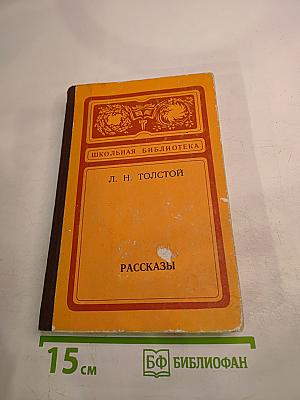 ШКОЛЬНАЯ БИБЛИОТЕКА
Л. Н. ТОЛСТОЙ
РАССКАЗЫ
15 см
БФ БИБЛИОФАН